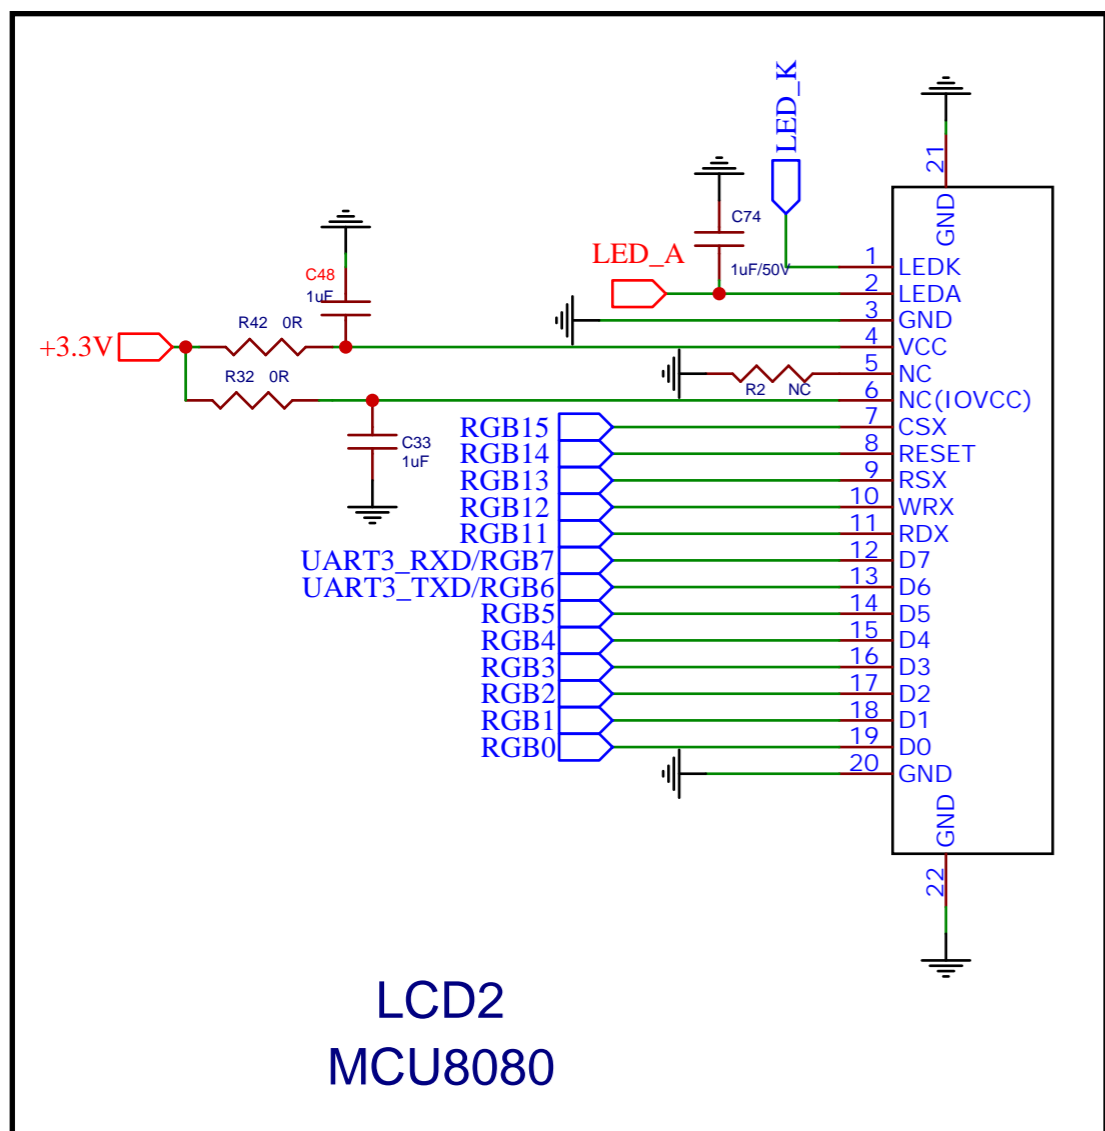 LED_K
21
GND
C74
LED_A
1uF/50V
1 LEDK
2 LEDA
3 GND
C48
1uF
R42 0R
+3.3V
4 VCC
R32 0R
R2 NC
5 NC
6 NC(IOVCC)
C33
1uF
RGB15 7 CSX
RGB14 8 RESET
RGB13 9 RSX
RGB12 10 WRX
RGB11 11 RDX
UART3_RXD/RGB7 12 D7
UART3_TXD/RGB6 13 D6
RGB5 14 D5
RGB4 15 D4
RGB3 16 D3
RGB2 17 D2
RGB1 18 D1
RGB0 19 D0
20 GND
GND
22
LCD2
MCU8080